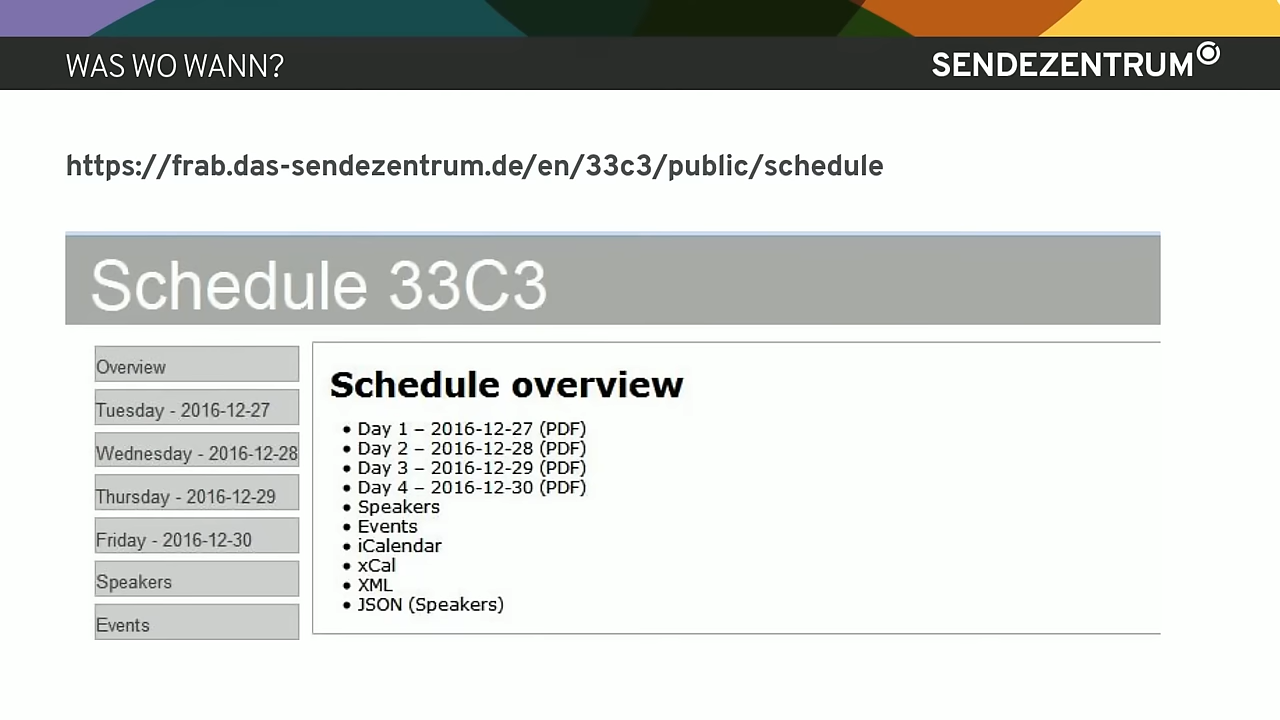 WAS WO WANN?
SENDEZENTRUM
https://frab.das-sendezentrum.de/en/33c3/public/schedule
Schedule 33C3
Overview
Tuesday - 2016-12-27
Wednesday - 2016-12-28
Thursday - 2016-12-29
Friday - 2016-12-30
Speakers
Events
Schedule overview
• Day 1 – 2016-12-27 (PDF)
• Day 2 – 2016-12-28 (PDF)
• Day 3 – 2016-12-29 (PDF)
• Day 4 – 2016-12-30 (PDF)
• Speakers
• Events
• iCalendar
• xCal
• XML
• JSON (Speakers)